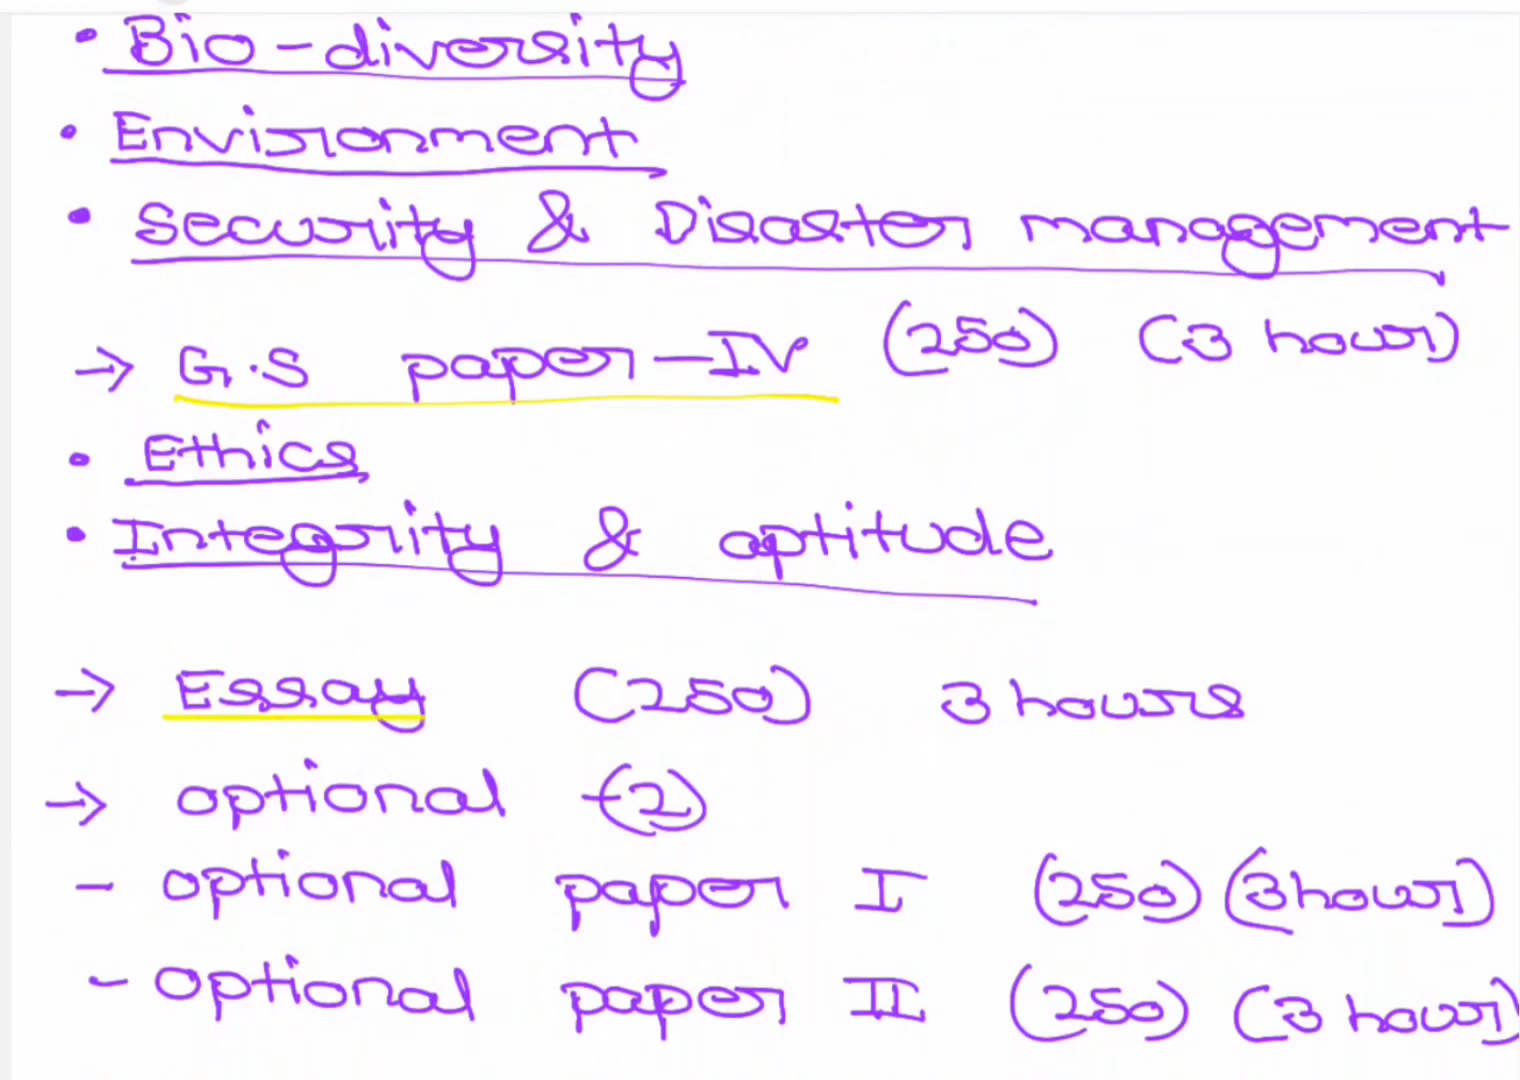 • Bio-diversity
• Environment
• Security & Disaster management
→ G.S paper-IV (250) (3 hour)
• Ethics
• Integrity & aptitude
→ Essay (250) 3 hours
→ optional -(2)
- optional paper I (250) (3 hour)
- optional paper II (250) (3 hour)